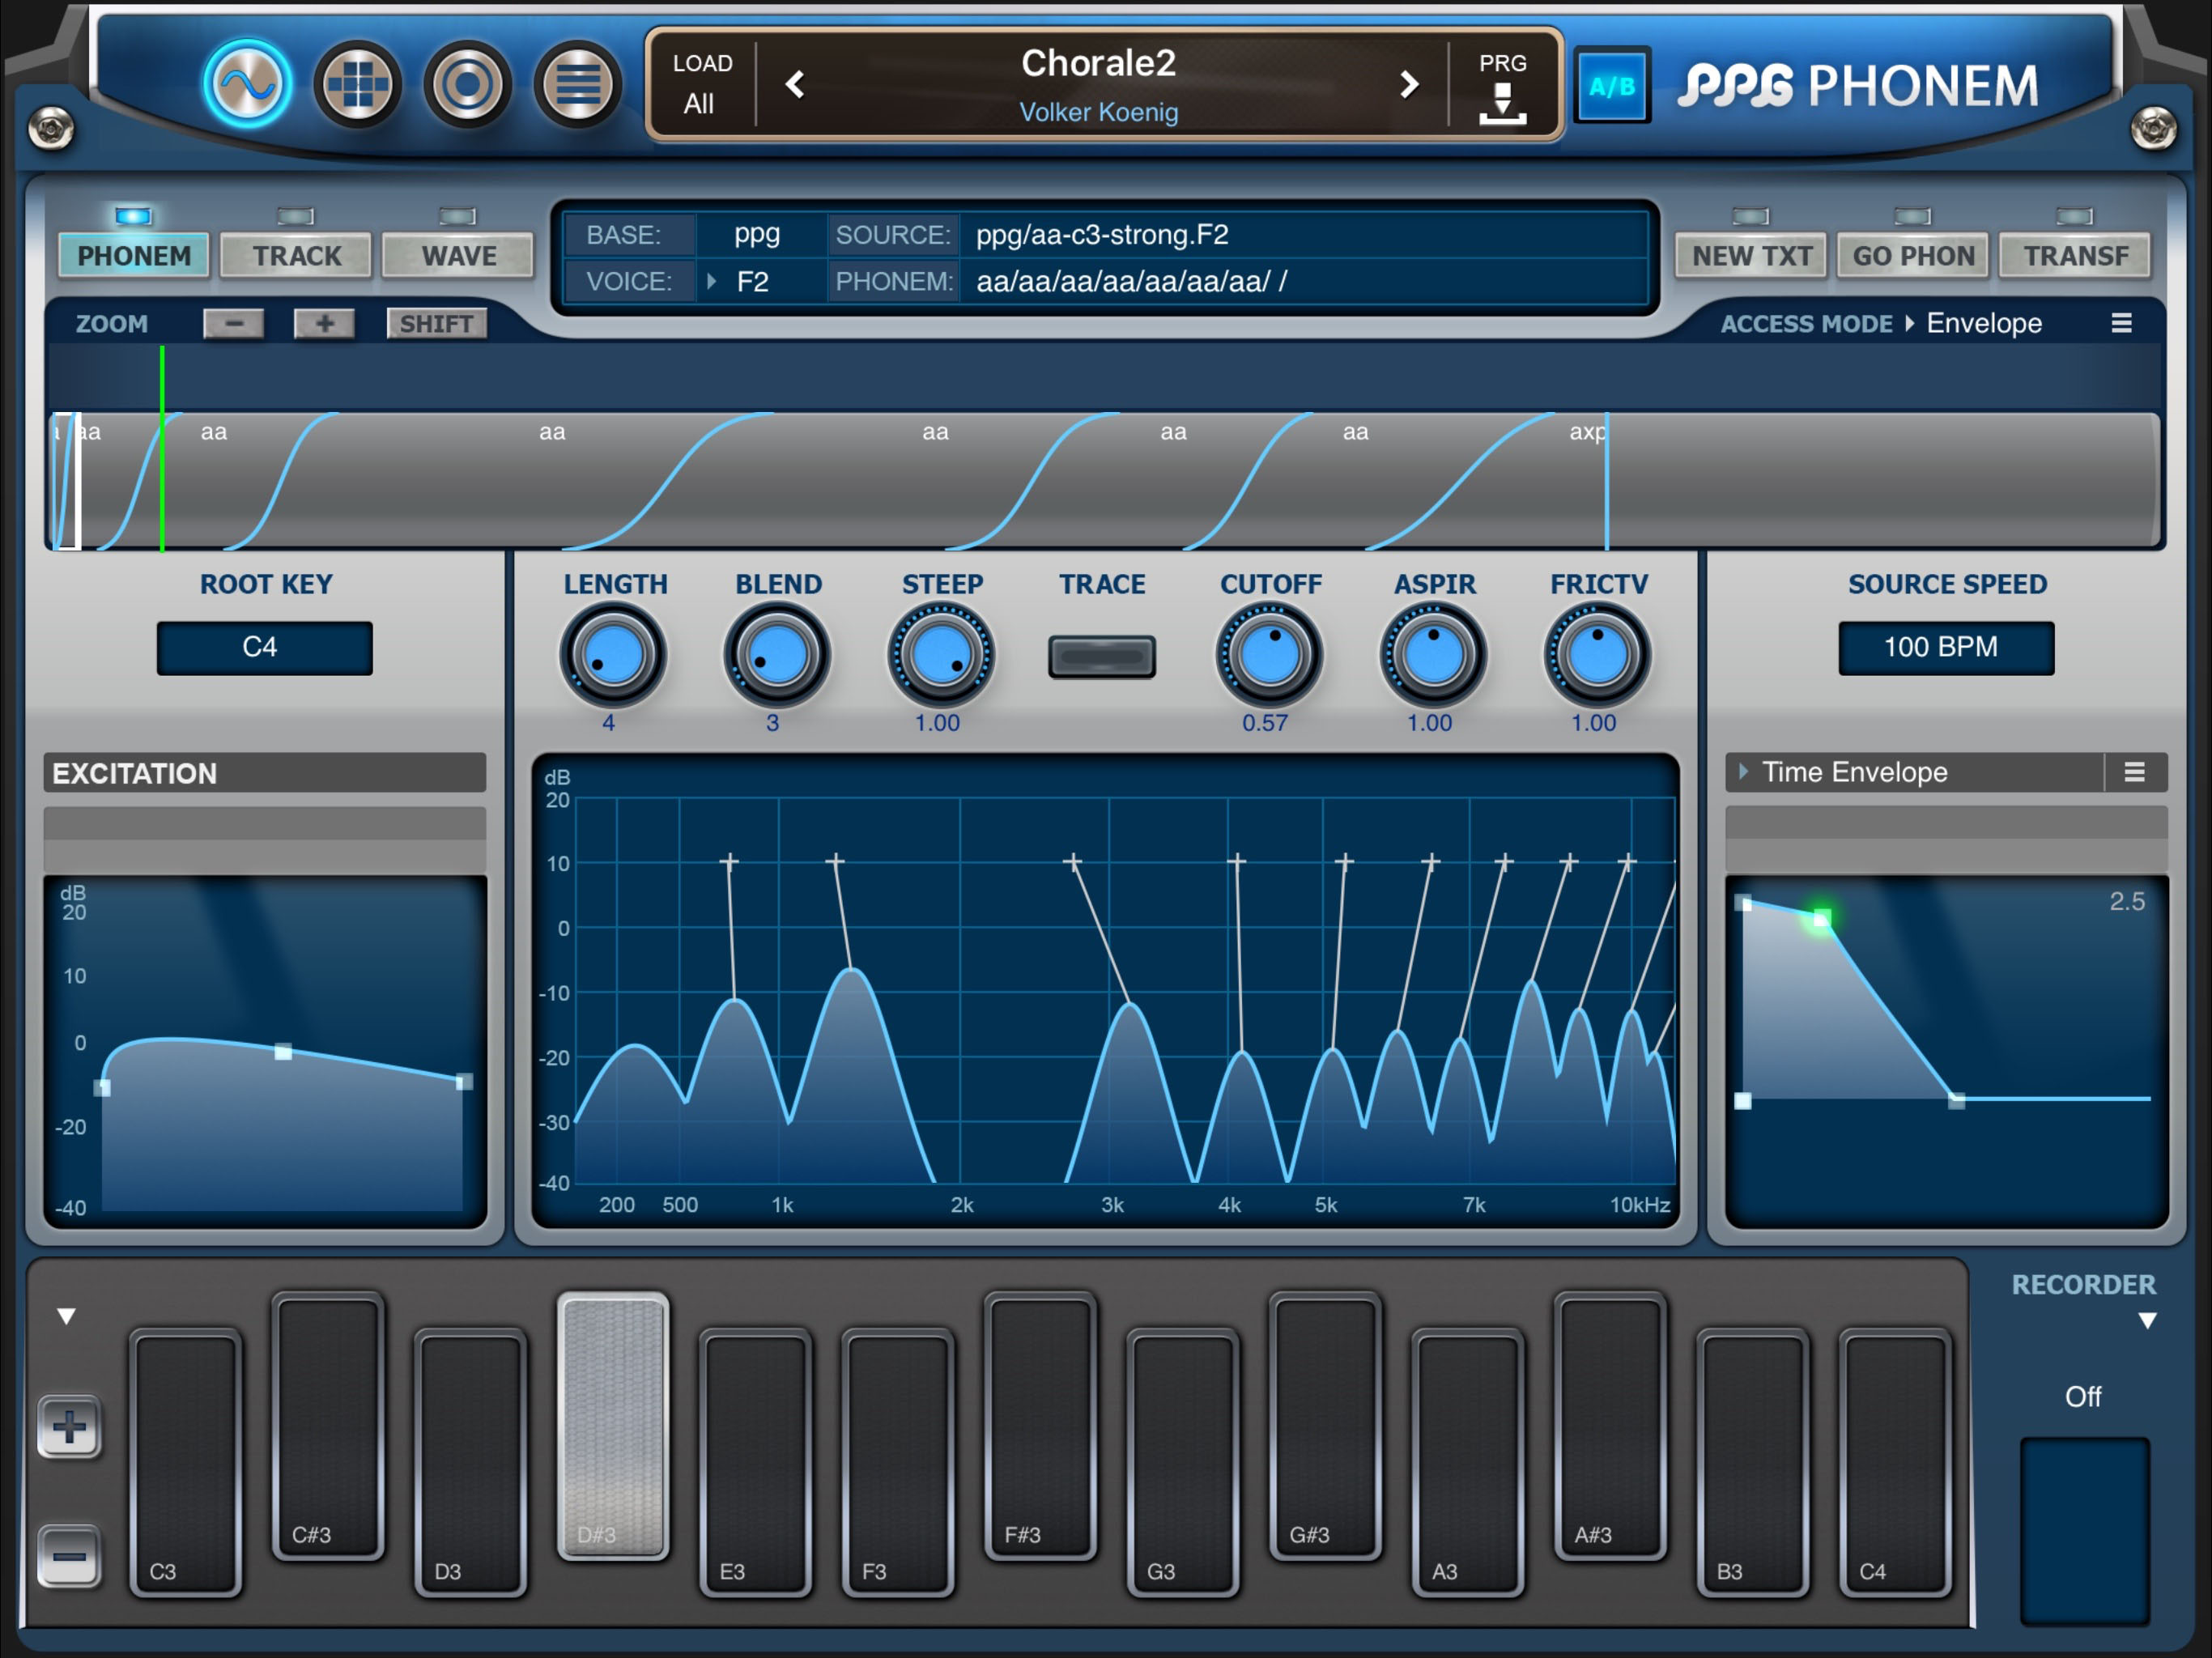 LOAD
All
Chorale2
Volker Koenig
PRG
A/B
PPG PHONEM
PHONEM
TRACK
WAVE
BASE: ppg SOURCE: ppg/aa-c3-strong.F2
VOICE: F2 PHONEM: aa/aa/aa/aa/aa/aa/aa/ /
NEW TXT
GO PHON
TRANSF
ZOOM - + SHIFT
ACCESS MODE Envelope
aa aa aa aa aa aa axp
ROOT KEY
C4
LENGTH BLEND STEEP TRACE CUTOFF ASPIR FRICTV
4 3 1.00 0.57 1.00 1.00
SOURCE SPEED
100 BPM
EXCITATION
dB
20
10
0
-20
-40
dB
20
10
0
-10
-20
-30
-40
200 500 1k 2k 3k 4k 5k 7k 10kHz
Time Envelope
2.5
RECORDER
Off
C3 C#3 D3 D#3 E3 F3 F#3 G3 G#3 A3 A#3 B3 C4